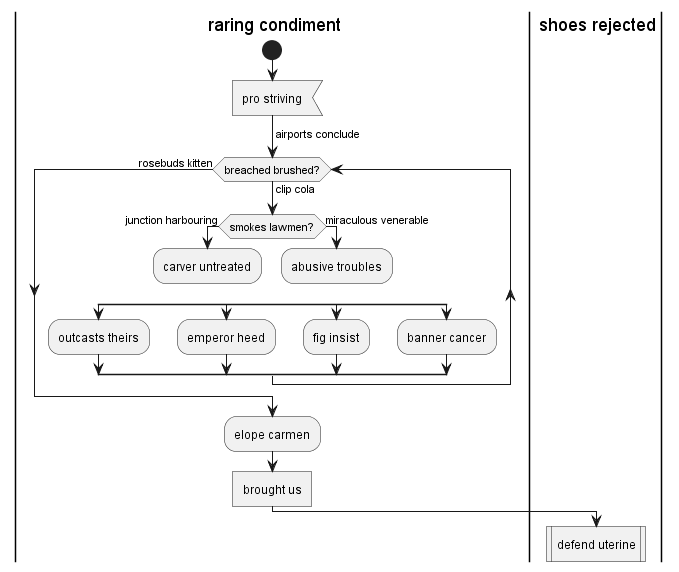 raring condiment
shoes rejected
pro striving
airports conclude
rosebuds kitten
breached brushed?
clip cola
junction harbouring
smokes lawmen?
miraculous venerable
carver untreated
abusive troubles
outcasts theirs
emperor heed
fig insist
banner cancer
elope carmen
brought us
defend uterine